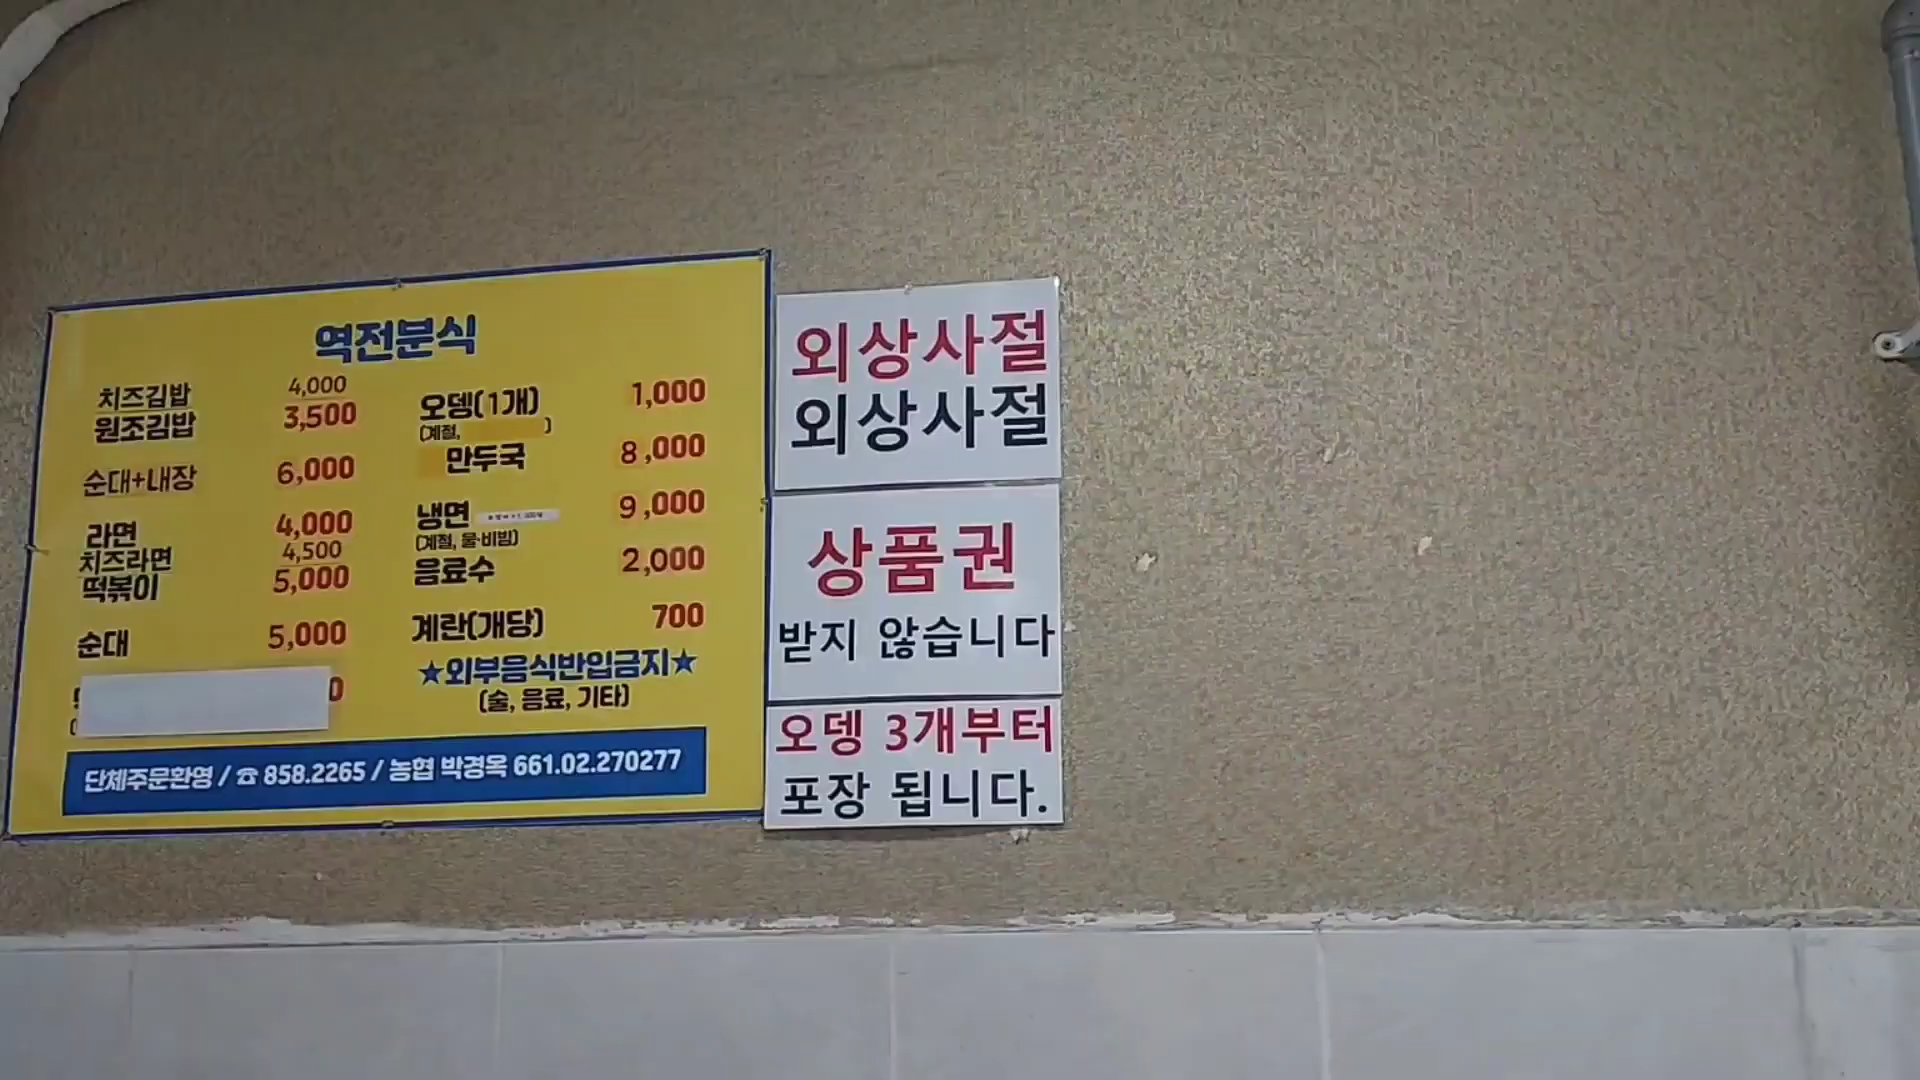 역전분식
치즈김밥 4,000
원조김밥 3,500
순대+내장 6,000
라면 4,000
치즈라면 4,500
떡볶이 5,000
순대 5,000
0
오뎅(1개) 1,000
(계절, )
만두국 8,000
냉면 9,000
(계절, 물·비빔)
음료수 2,000
계란(개당) 700
★외부음식반입금지★
(술, 음료, 기타)
단체주문환영 / ☎ 858.2265 / 농협 박경옥 661.02.270277
외상사절
외상사절
상품권
받지 않습니다
오뎅 3개부터
포장 됩니다.